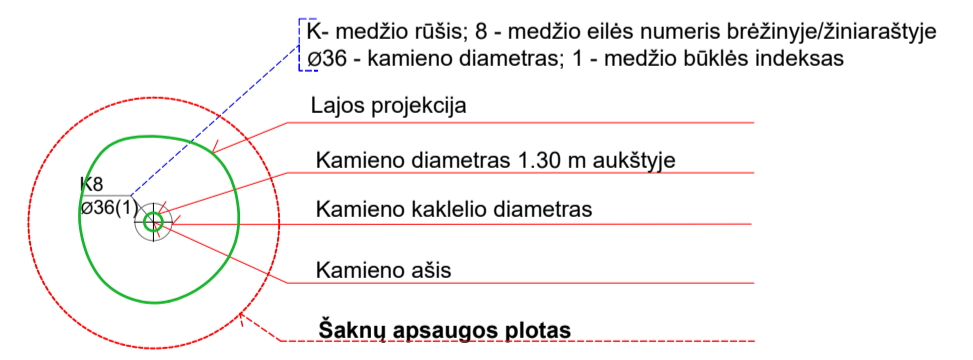 K- medžio rūšis; 8 - medžio eilės numeris brėžinyje/žiniaraštyje
Ø36 - kamieno diametras; 1 - medžio būklės indeksas
Lajos projekcija
Kamieno diametras 1.30 m aukštyje
K8
Ø36(1)
Kamieno kaklelio diametras
Kamieno ašis
Šaknų apsaugos plotas